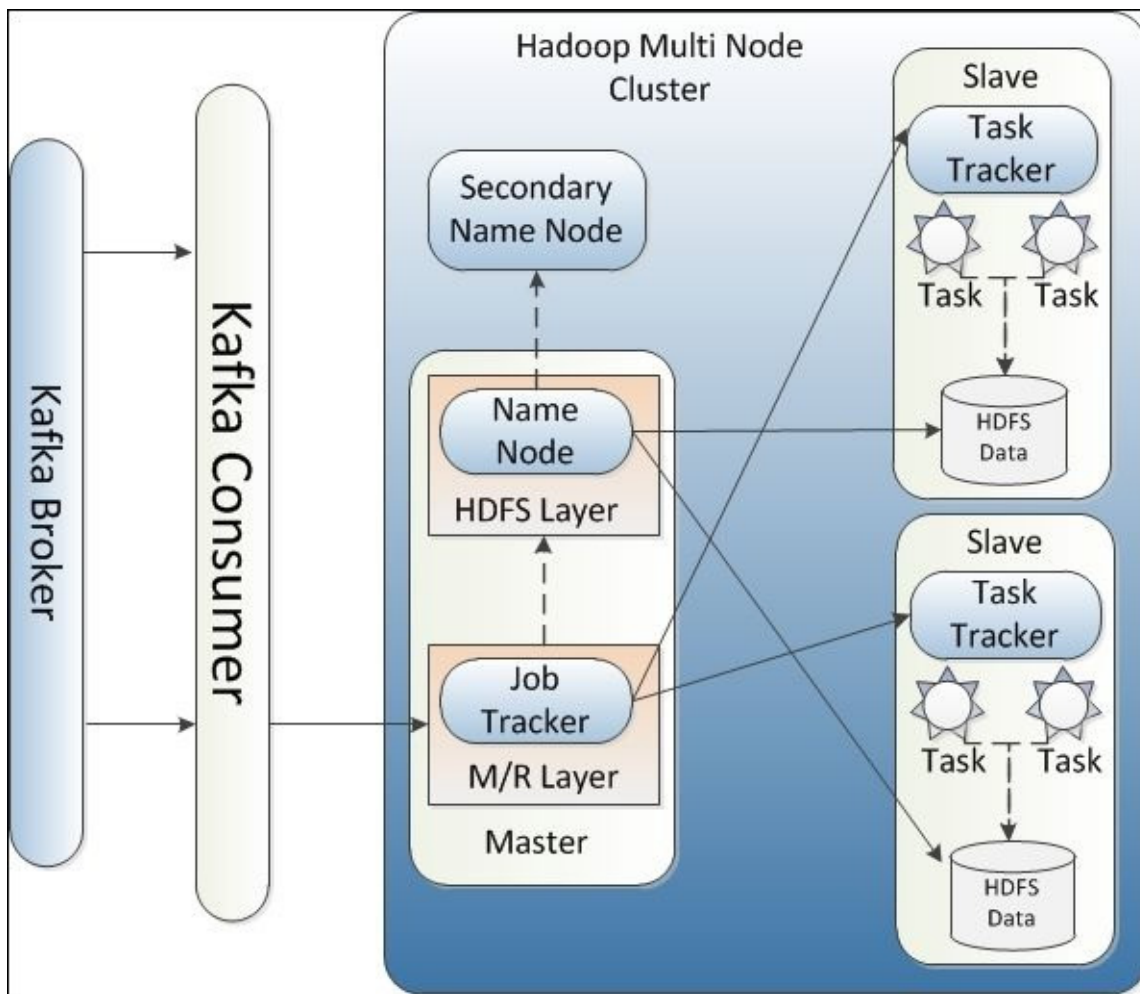 Hadoop Multi Node
Cluster
Kafka Broker
Kafka Consumer
Secondary
Name Node
Name
Node
HDFS Layer
Job
Tracker
M/R Layer
Master
Slave
Task
Tracker
Task
Task
HDFS
Data
Slave
Task
Tracker
Task
Task
HDFS
Data